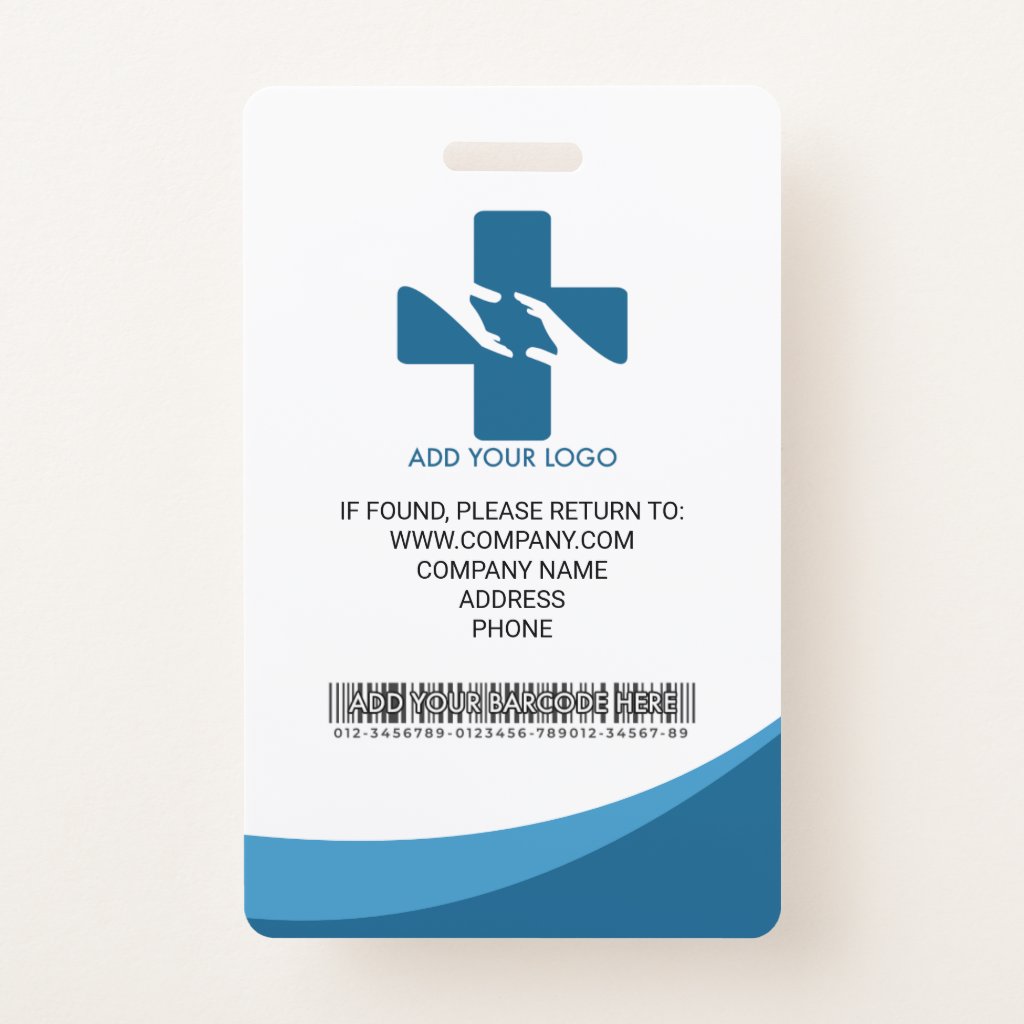 ADD YOUR LOGO
IF FOUND, PLEASE RETURN TO:
WWW.COMPANY.COM
COMPANY NAME
ADDRESS
PHONE
ADD YOUR BARCODE HERE
012-3456789-0123456-789012-34567-89